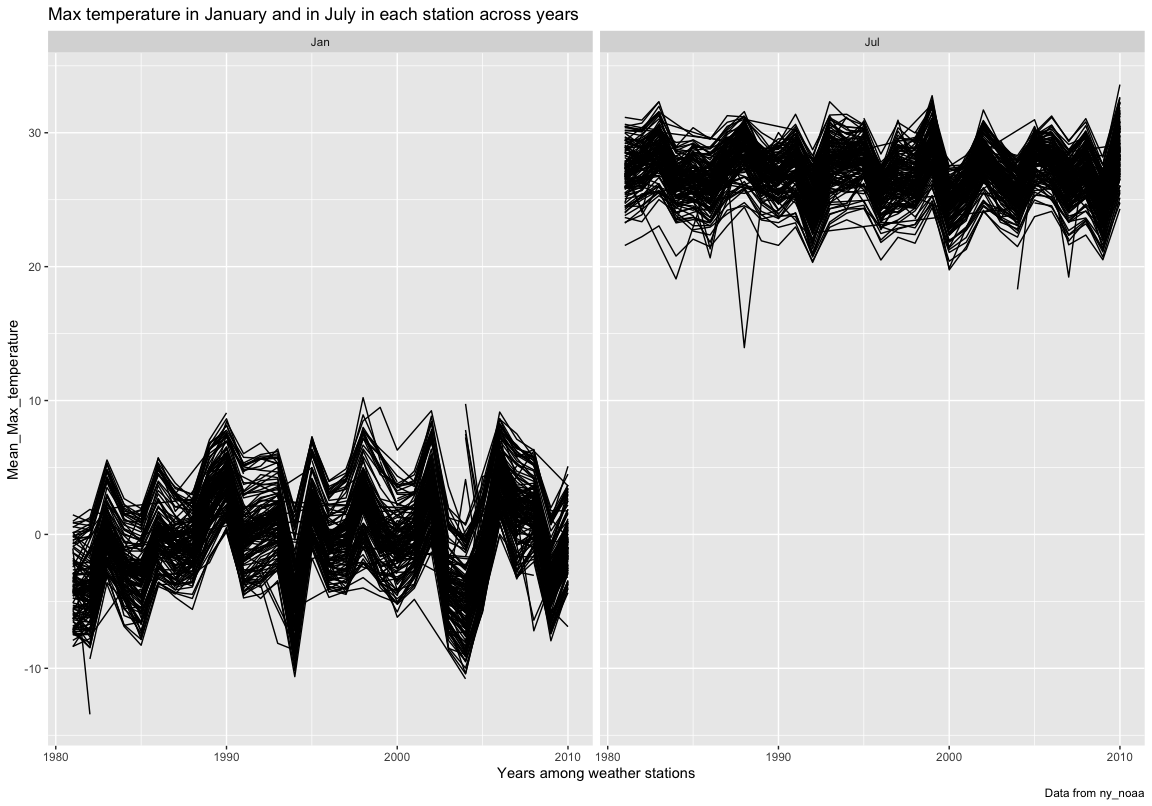 Max temperature in January and in July in each station across years
Jan Jul
30
20
10
0
-10
Mean_Max_temperature
1980 1990 2000 2010 1980 1990 2000 2010
Years among weather stations
Data from ny_noaa